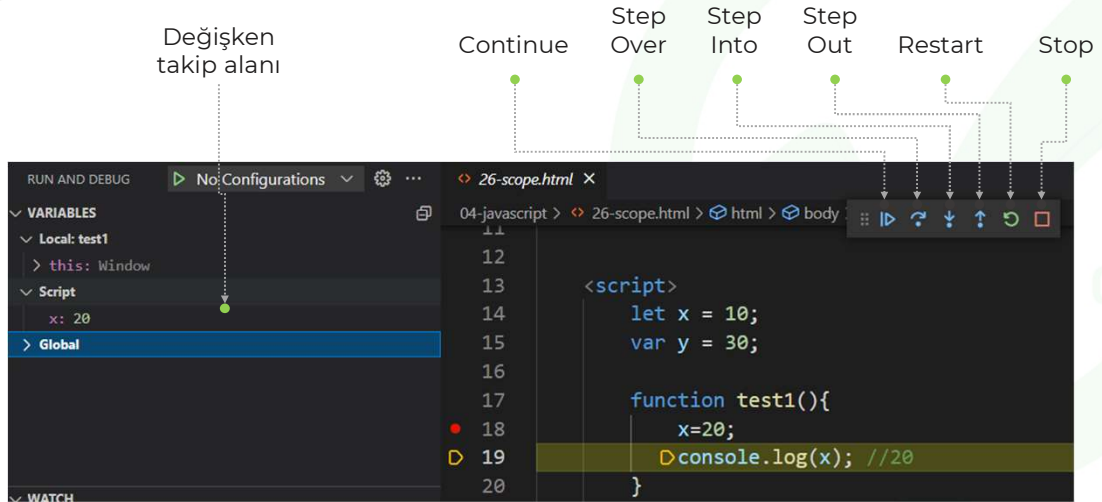 Değişken
takip alanı
Continue
Step
Over
Step
Into
Step
Out
Restart
Stop
RUN AND DEBUG
No Configurations
VARIABLES
Local: test1
this: Window
Script
x: 20
Global
WATCH
26-scope.html
04-javascript > 26-scope.html > html > body
11
12
13 <script>
14 let x = 10;
15 var y = 30;
16
17 function test1(){
18 x=20;
19 console.log(x); //20
20 }